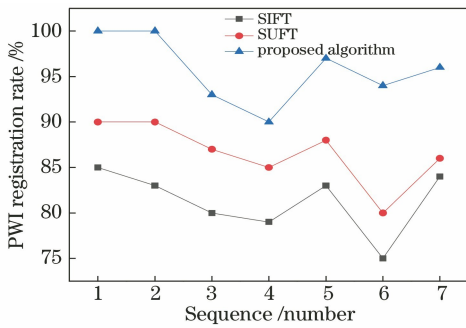 SIFT
SUFT
proposed algorithm
PWI registration rate /%
100
95
90
85
80
75
1 2 3 4 5 6 7
Sequence /number